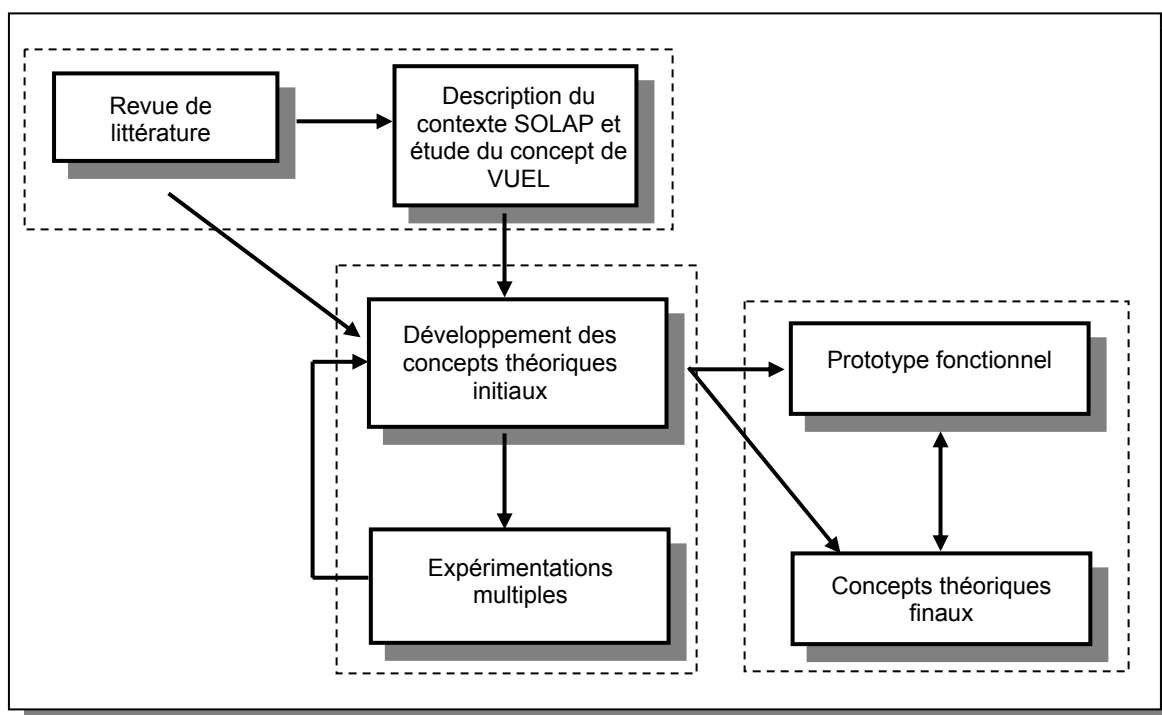 Revue de
littérature
Description du
contexte SOLAP et
étude du concept de
VUEL
Développement des
concepts théoriques
initiaux
Prototype fonctionnel
Expérimentations
multiples
Concepts théoriques
finaux